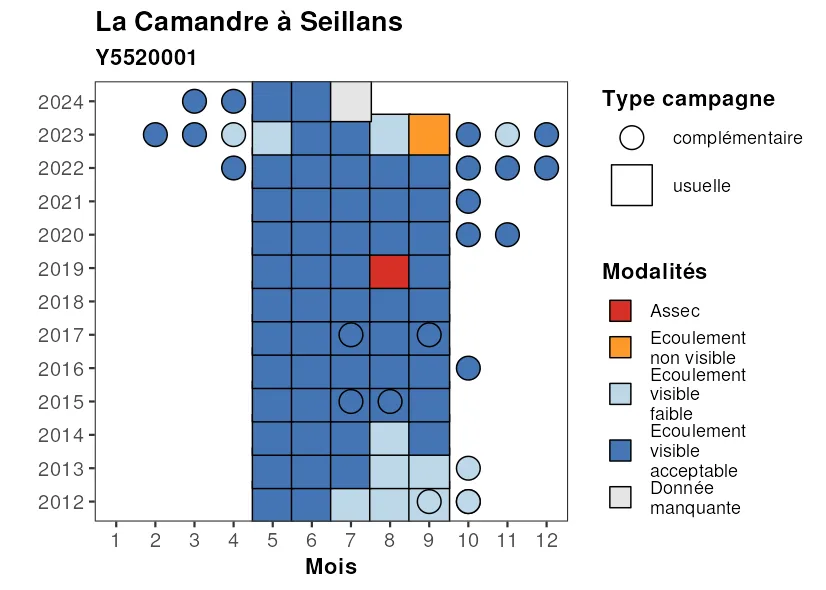 La Camandre à Seillans
Y5520001
2024
2023
2022
2021
2020
2019
2018
2017
2016
2015
2014
2013
2012
1 2 3 4 5 6 7 8 9 10 11 12
Mois
Type campagne
complémentaire
usuelle
Modalités
Assec
Ecoulement
non visible
Ecoulement
visible
faible
Ecoulement
visible
acceptable
Donnée
manquante